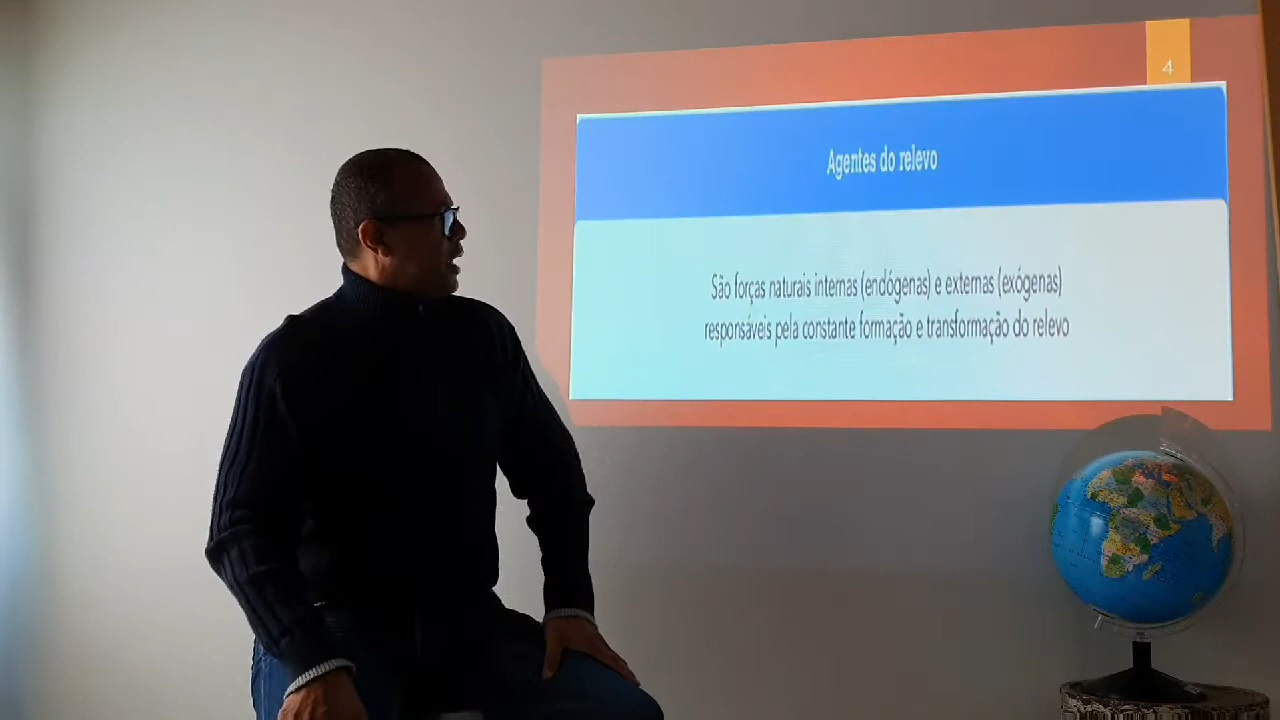 4
Agentes do relevo
São forças naturais internas (endógenas) e externas (exógenas)
responsáveis pela constante formação e transformação do relevo